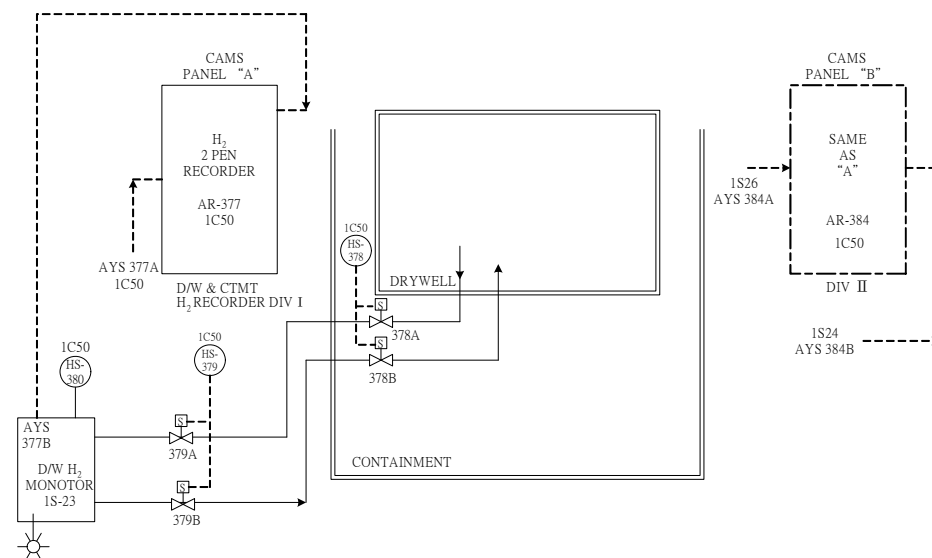 CAMS
PANEL “A”
H2
2 PEN
RECORDER
AR-377
1C50
AYS 377A
1C50
D/W & CTMT
H2 RECORDER DIV I
1C50
HS-
378
DRYWELL
S
378A
S
378B
CONTAINMENT
1C50
HS-
379
S
379A
S
379B
1C50
HS-
380
AYS
377B
D/W H2
MONOTOR
1S-23
CAMS
PANEL “B”
SAME
AS
“A”
AR-384
1C50
DIV II
1S26
AYS 384A
1S24
AYS 384B